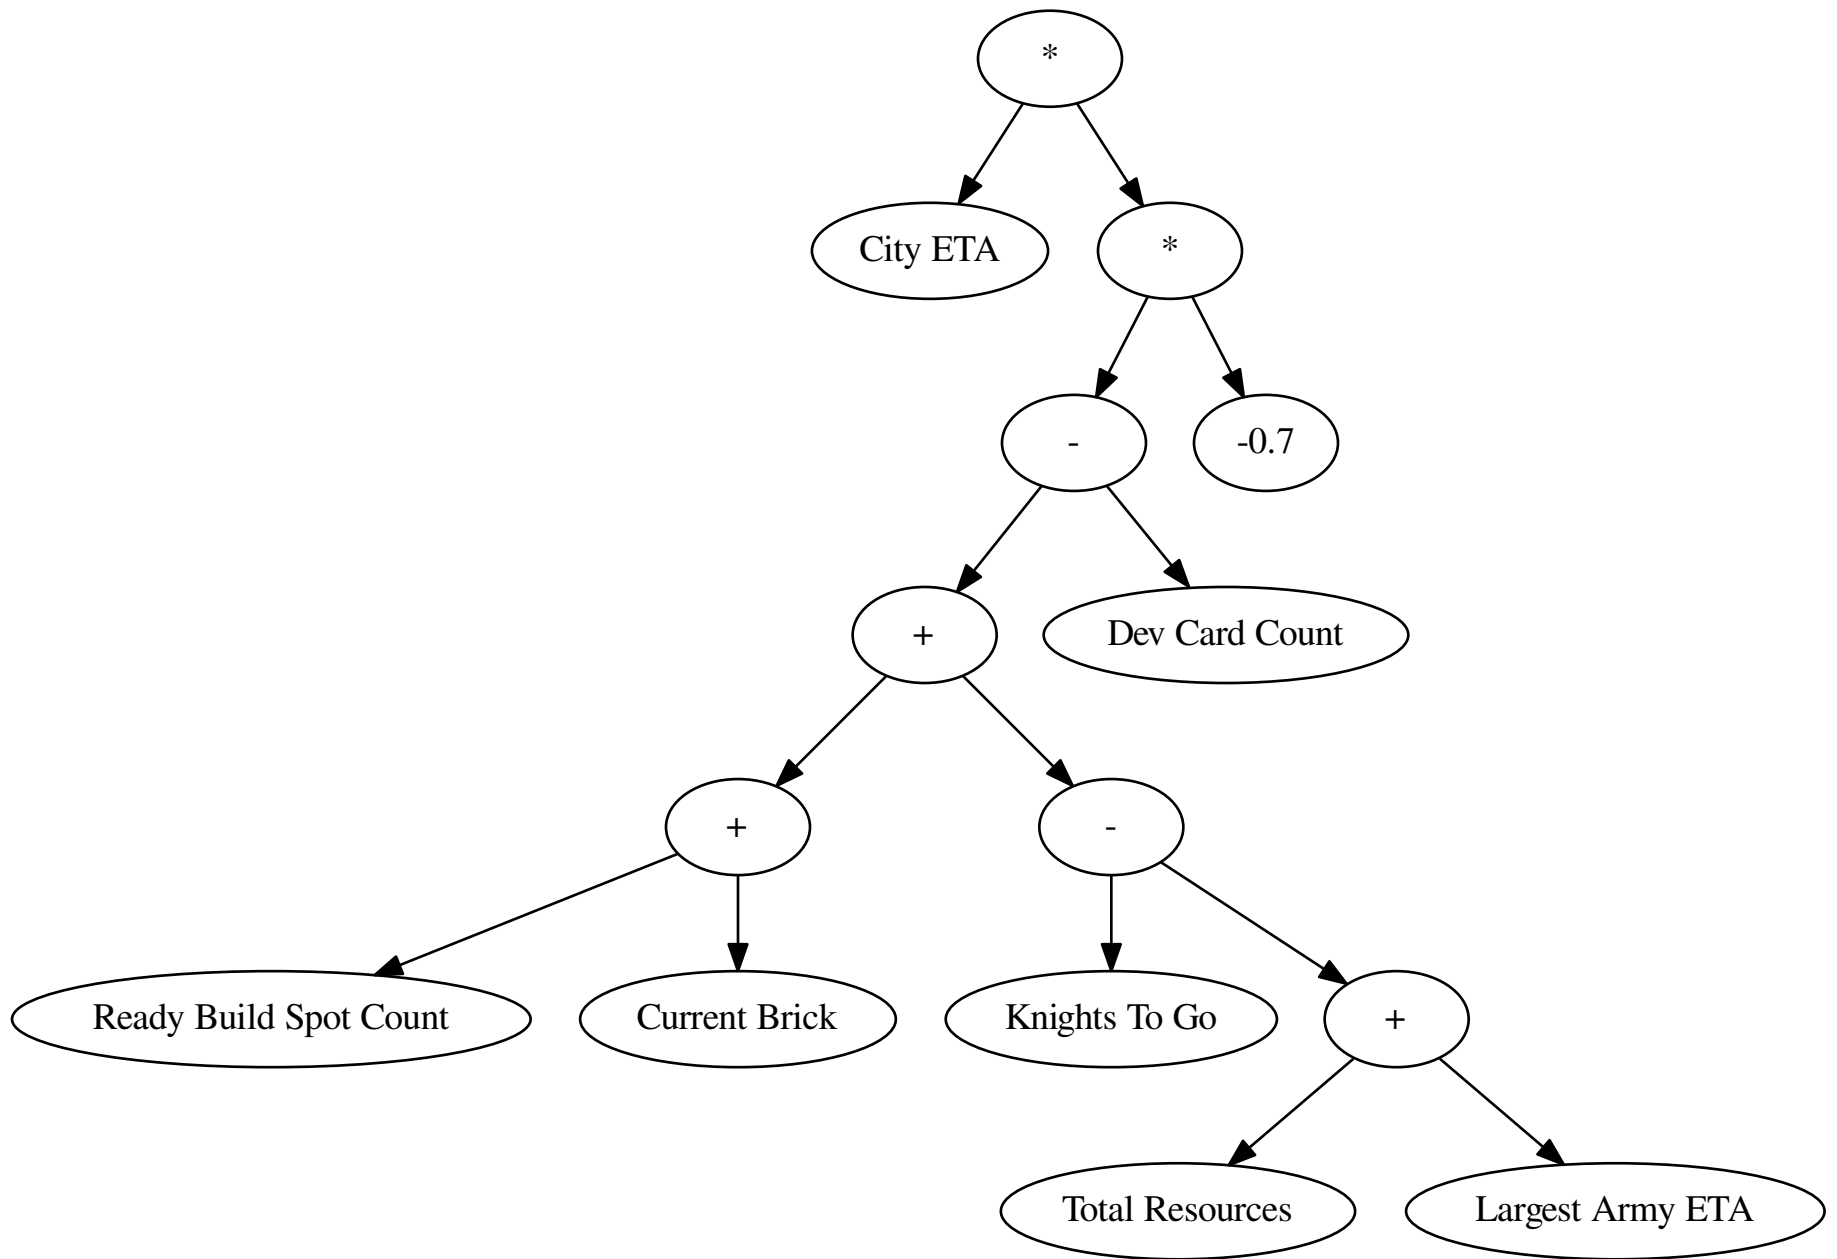 *
City ETA
*
-
-0.7
+
Dev Card Count
+
-
Ready Build Spot Count
Current Brick
Knights To Go
+
Total Resources
Largest Army ETA